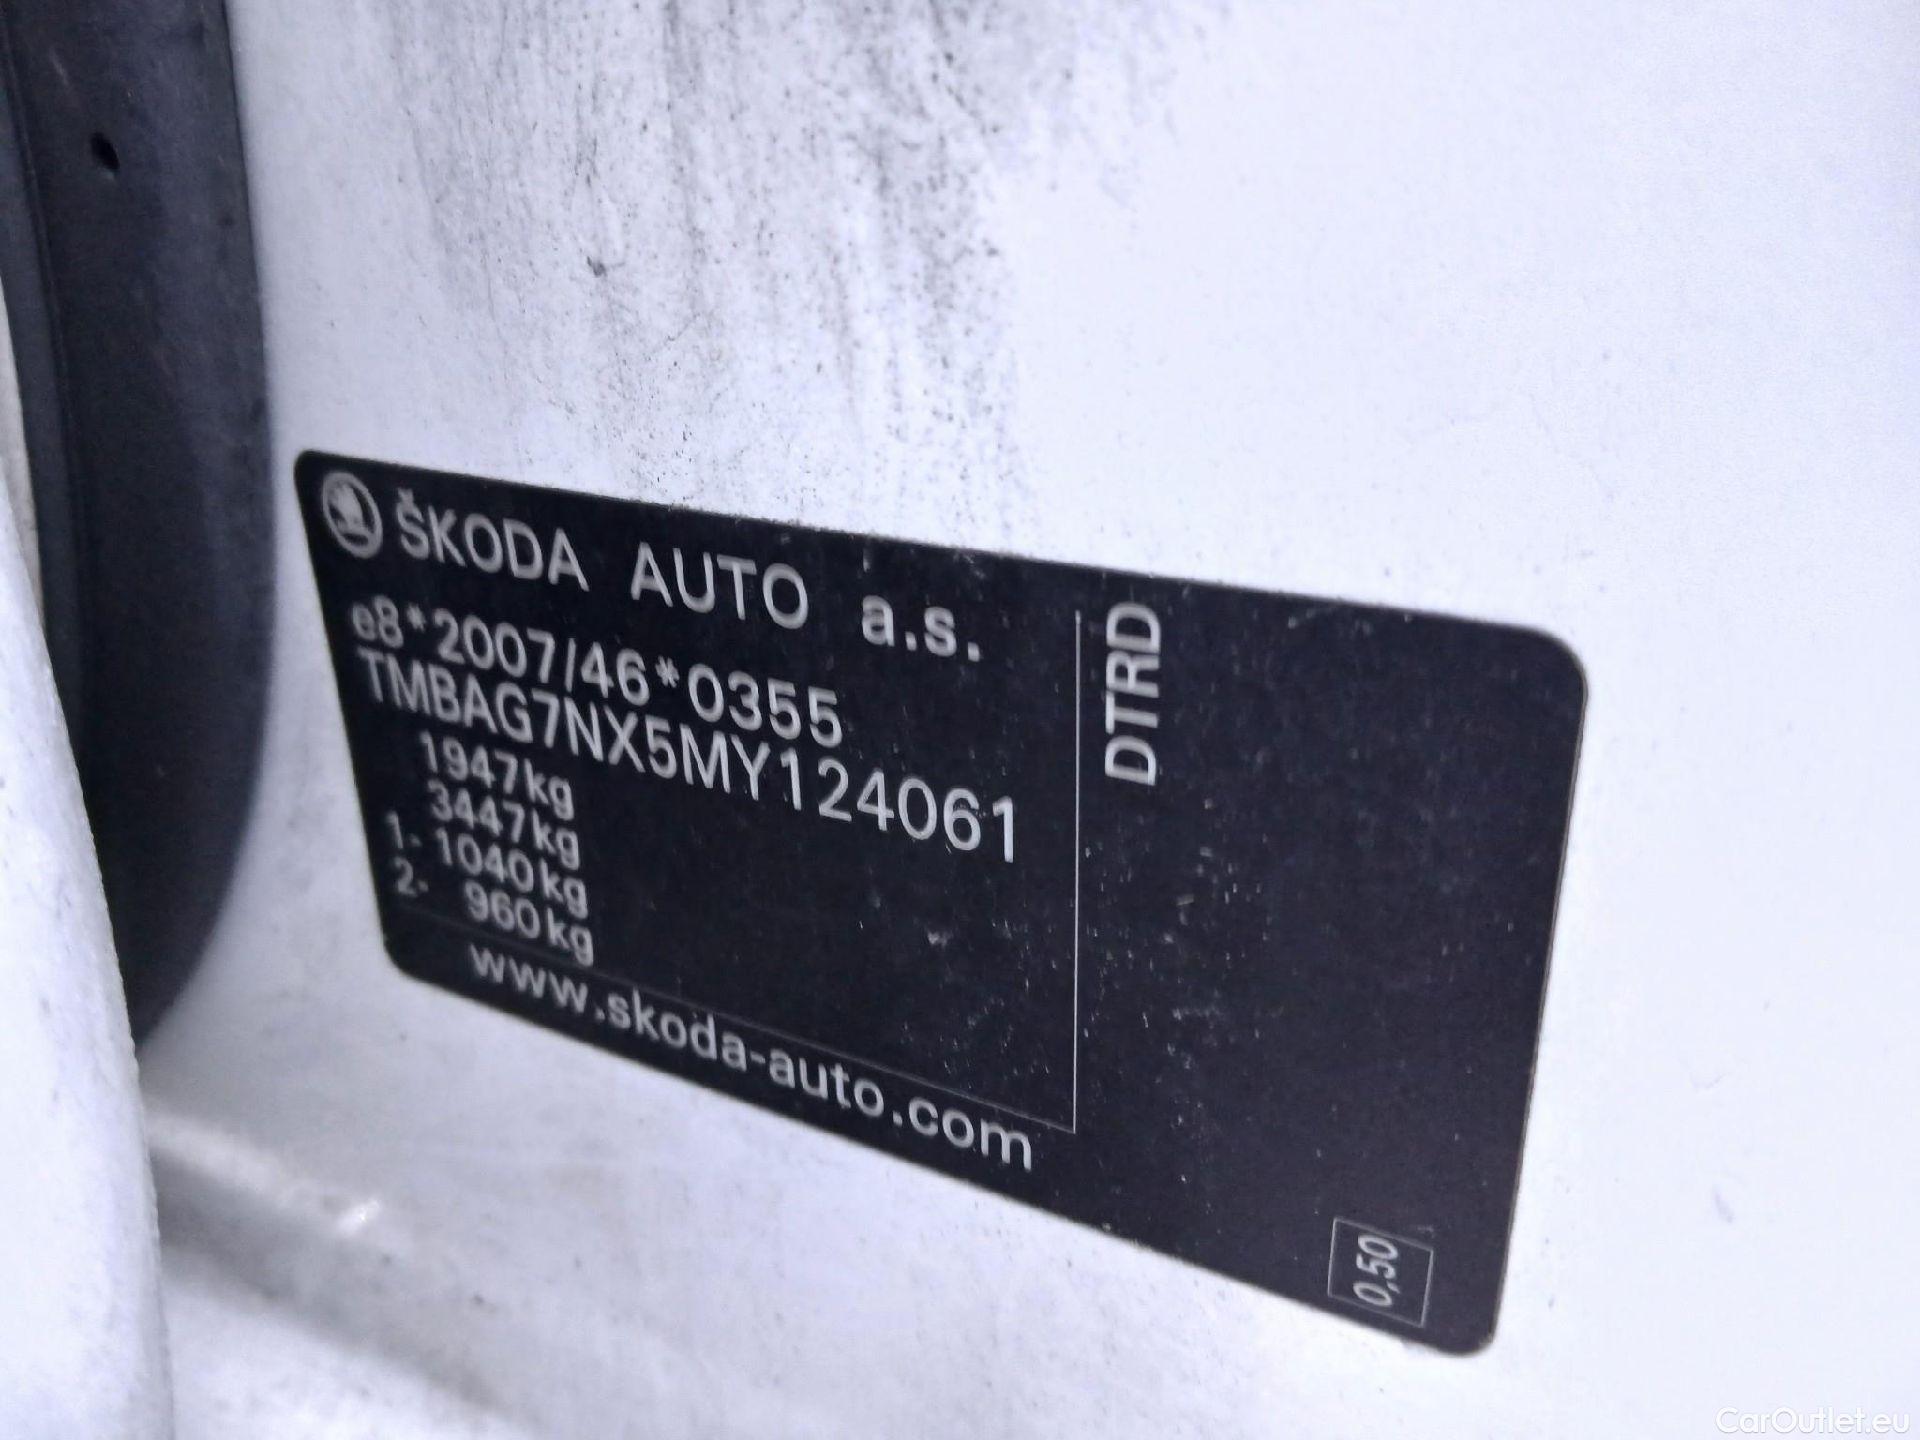 ŠKODA AUTO a.s.
e8*2007/46*0355
TMBAG7NX5MY124061
1947kg
3447kg
1- 1040kg
2- 960kg
www.skoda-auto.com
DTRD
0,50
CarOutlet.eu